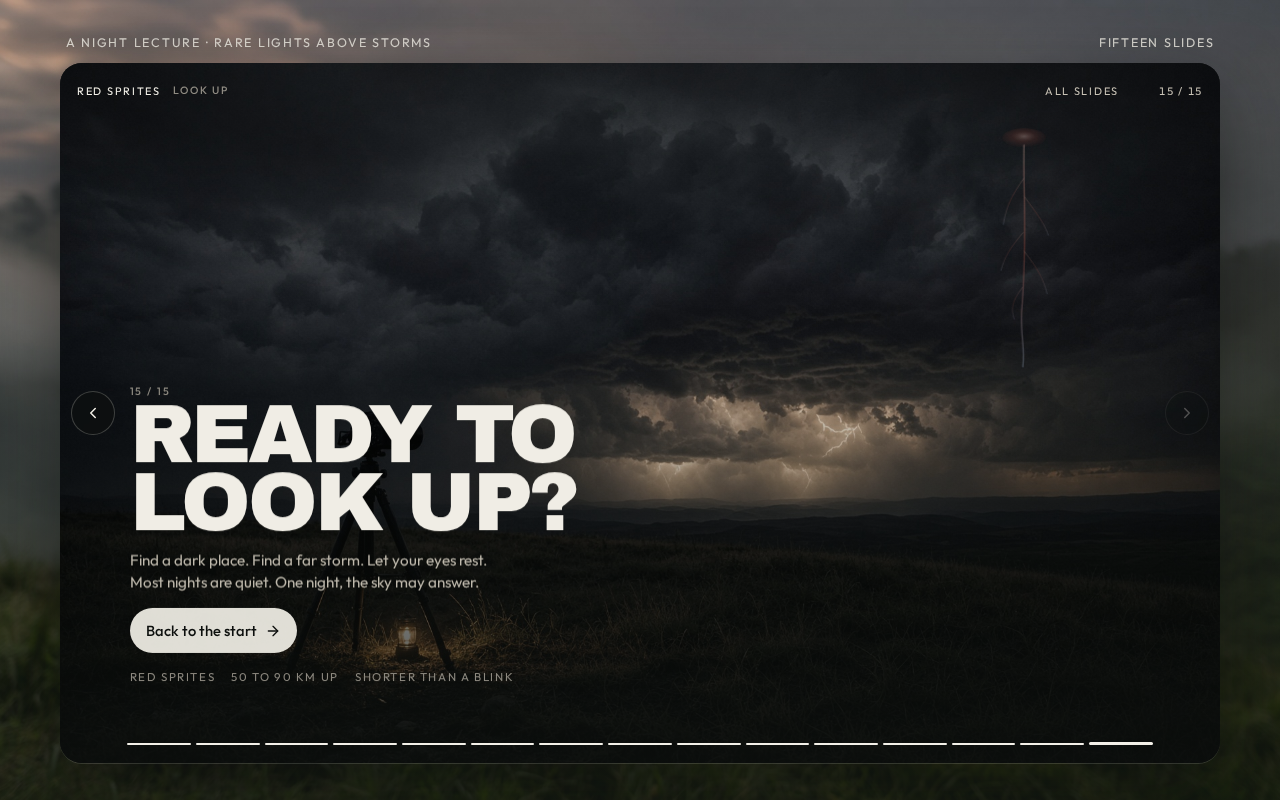 A NIGHT LECTURE · RARE LIGHTS ABOVE STORMS
FIFTEEN SLIDES
RED SPRITES LOOK UP
ALL SLIDES 15 / 15
15 / 15
READY TO
LOOK UP?
Find a dark place. Find a far storm. Let your eyes rest.
Most nights are quiet. One night, the sky may answer.
Back to the start →
RED SPRITES 50 TO 90 KM UP SHORTER THAN A BLINK